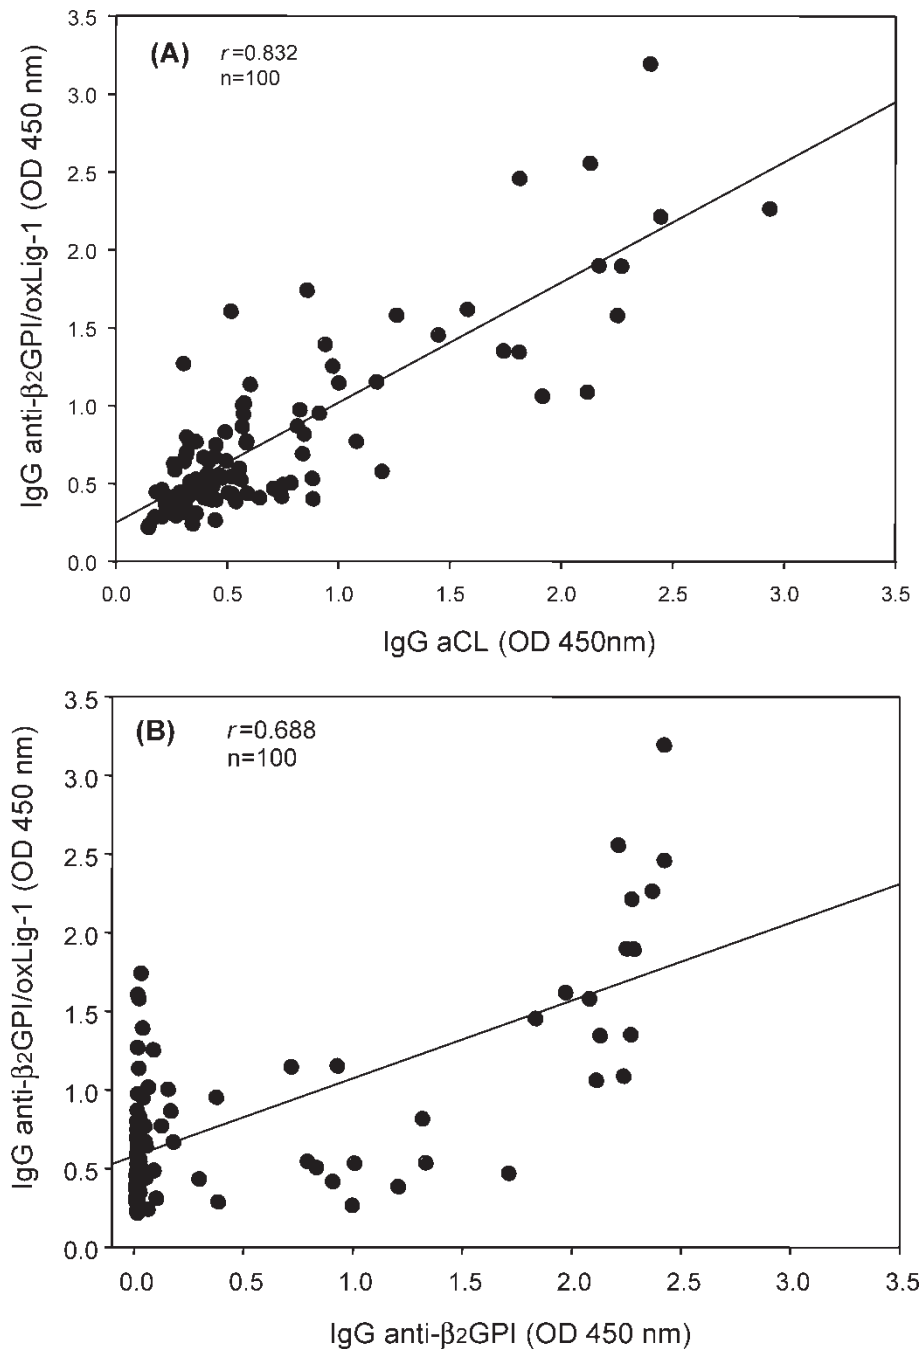 (A)
r=0.832
n=100
IgG anti-β2GPI/oxLig-1 (OD 450 nm)
3.5
3.0
2.5
2.0
1.5
1.0
0.5
0.0
0.0 0.5 1.0 1.5 2.0 2.5 3.0 3.5
IgG aCL (OD 450nm)
(B)
r=0.688
n=100
IgG anti-β2GPI/oxLig-1 (OD 450 nm)
3.5
3.0
2.5
2.0
1.5
1.0
0.5
0.0
0.0 0.5 1.0 1.5 2.0 2.5 3.0 3.5
IgG anti-β2GPI (OD 450 nm)